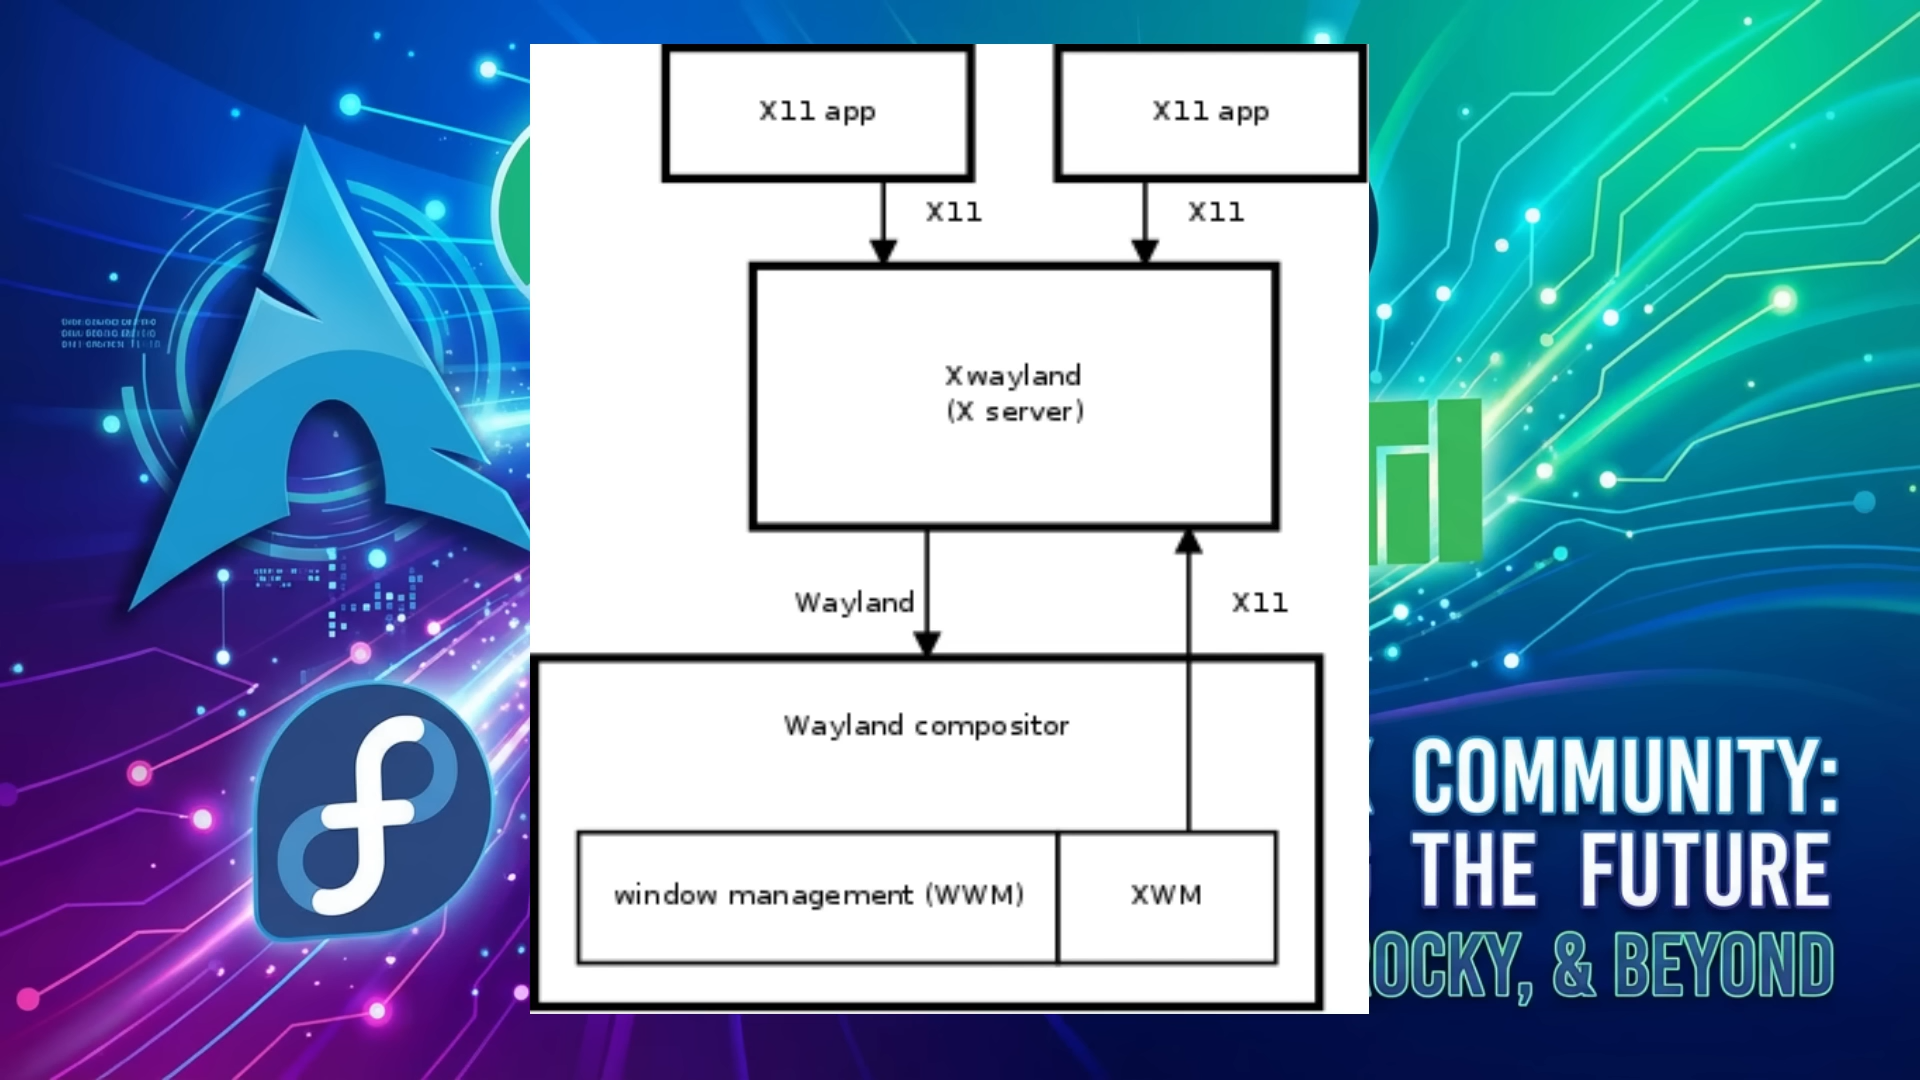 X11 app
X11 app
X11
X11
Xwayland
(X server)
Wayland
X11
Wayland compositor
window management (WWM)
XWM
COMMUNITY:
THE FUTURE
ROCKY, & BEYOND